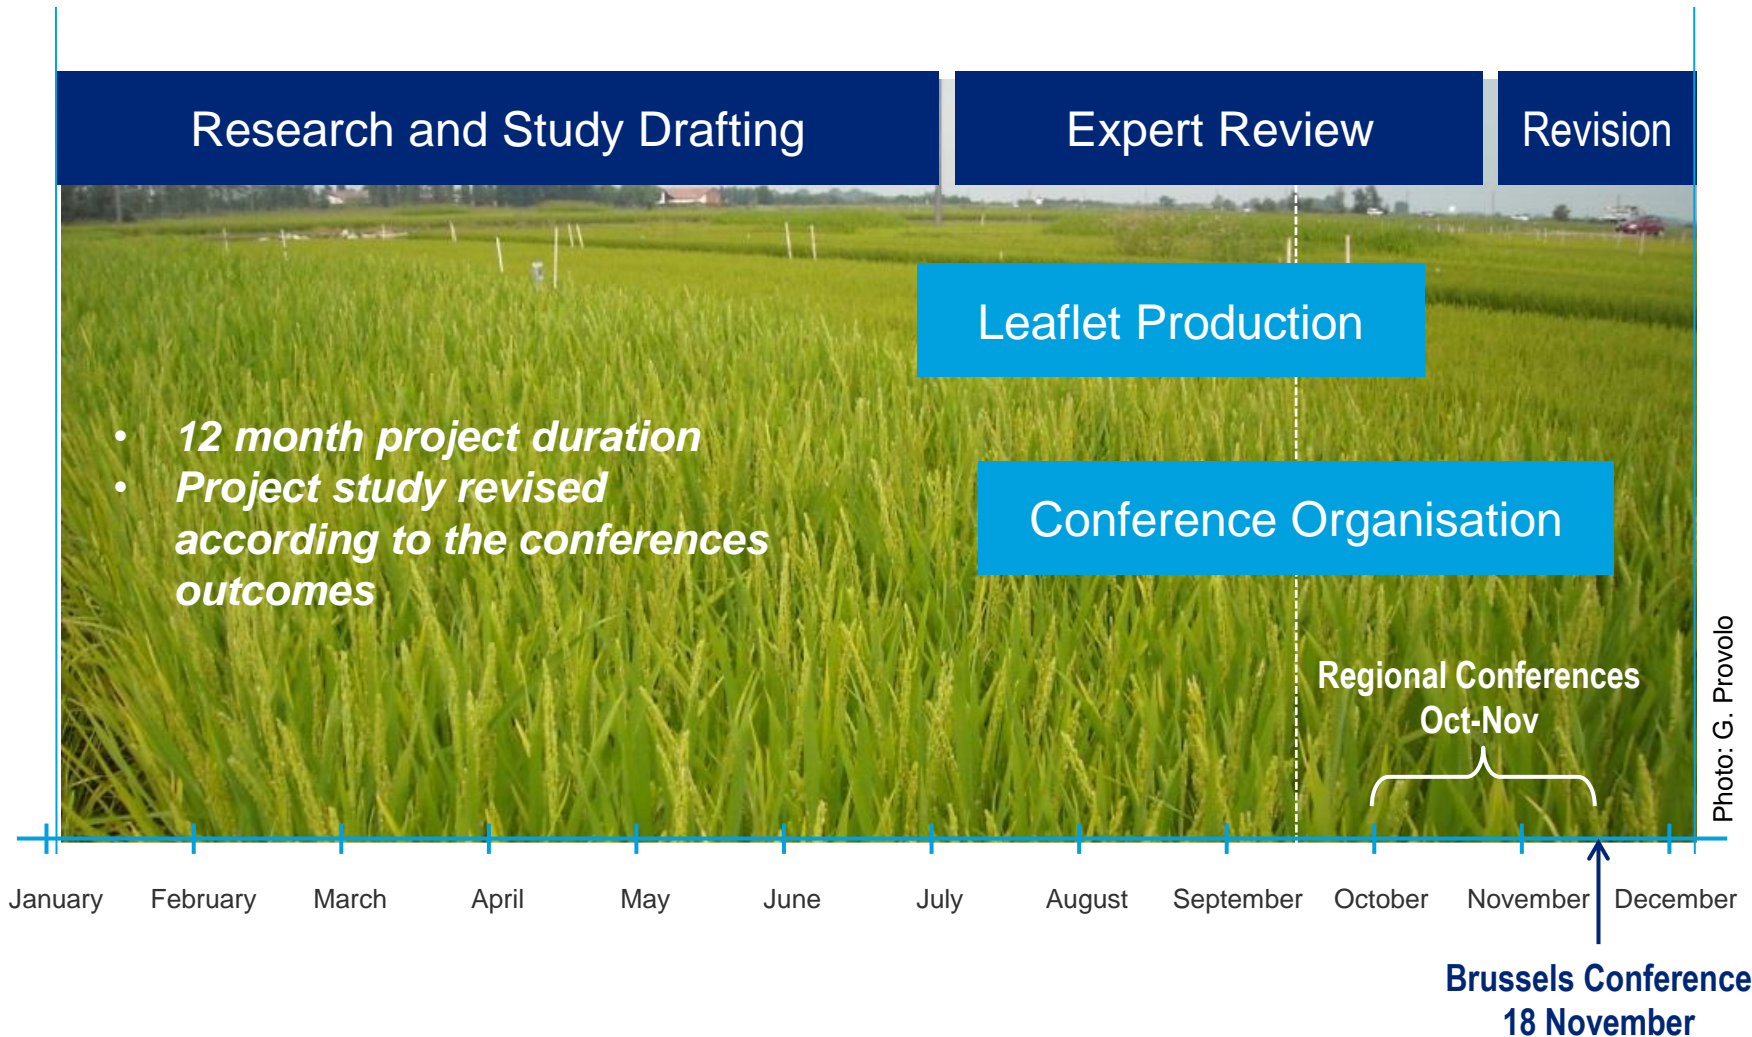 Research and Study Drafting
Expert Review
Revision
Leaflet Production
• 12 month project duration
• Project study revised
according to the conferences
outcomes
Conference Organisation
Regional Conferences
Oct-Nov
Photo: G. Provolo
January February March April May June July August September October November December
Brussels Conference
18 November